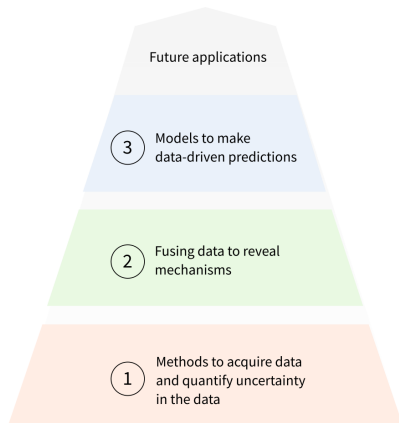 Future applications
3
Models to make
data-driven predictions
2
Fusing data to reveal
mechanisms
1
Methods to acquire data
and quantify uncertainty
in the data